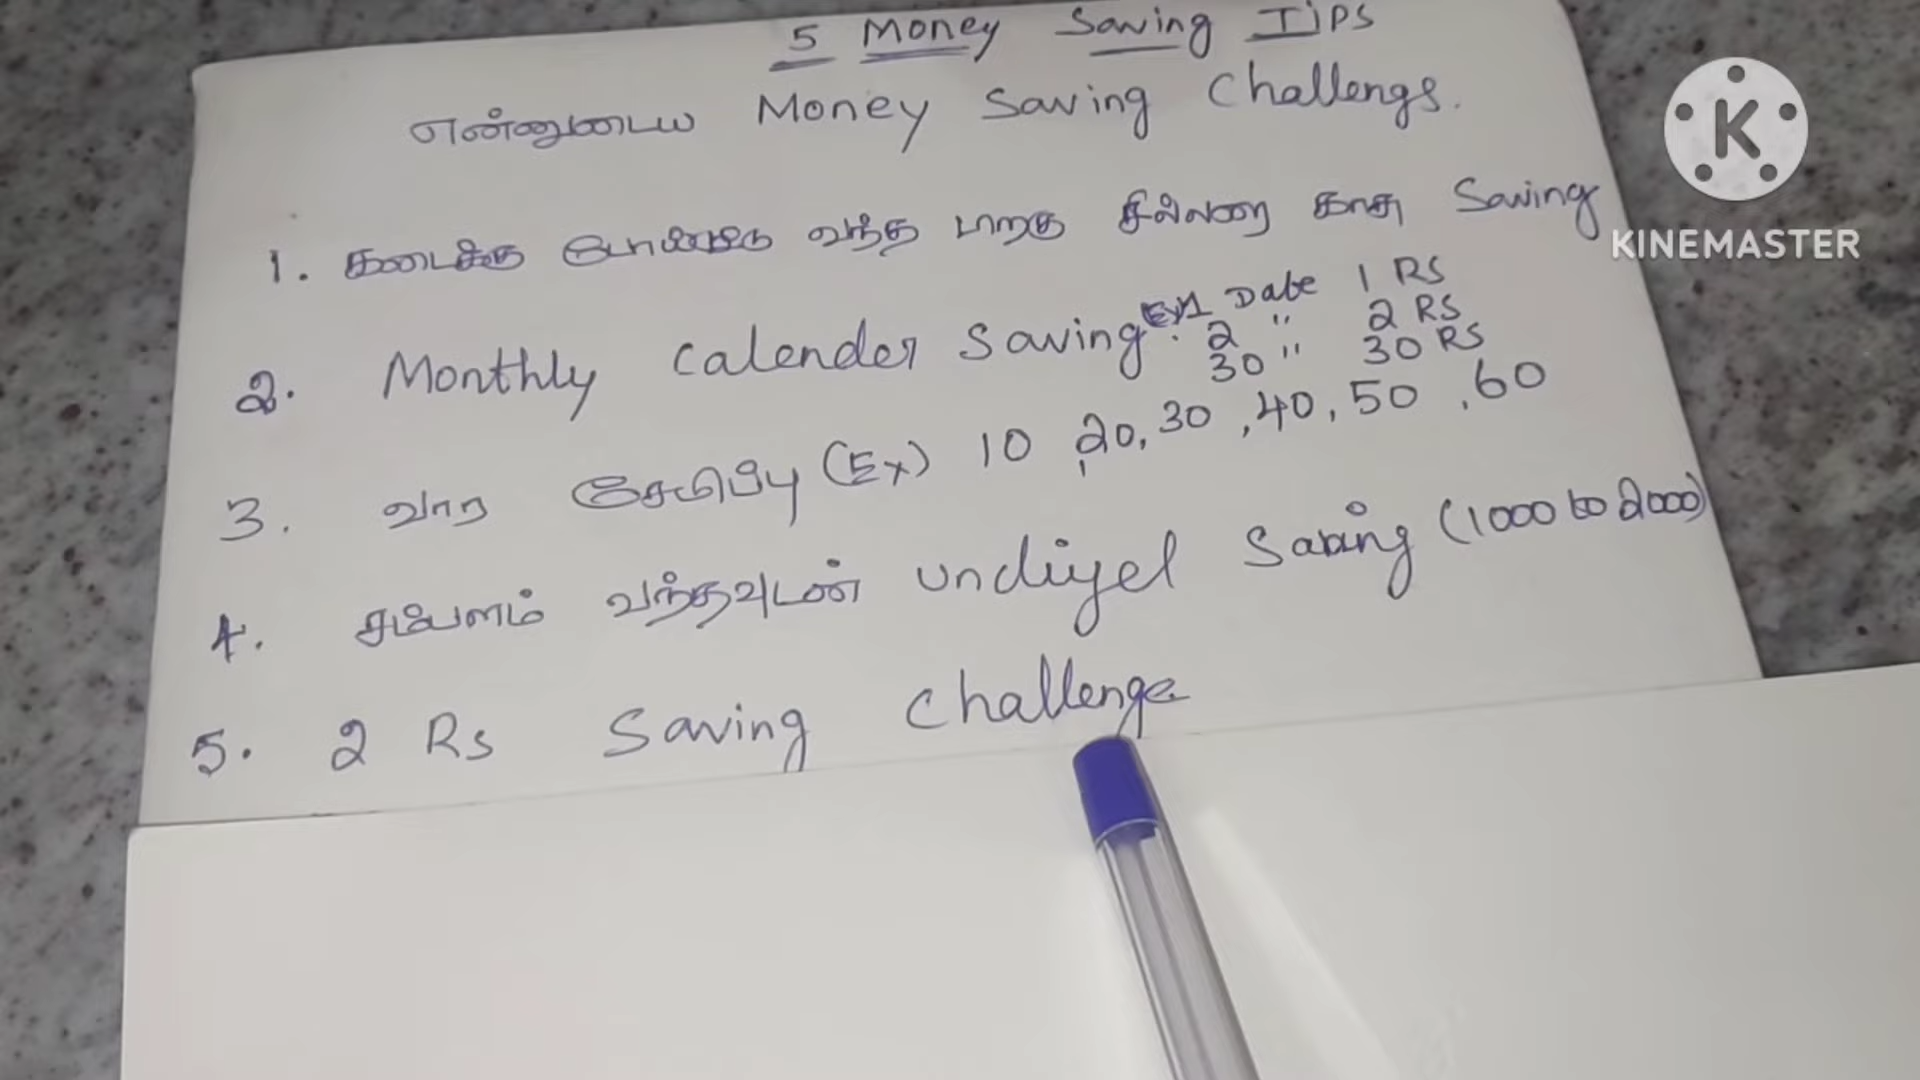 5 Money Saving TIPS
என்னுடைய Money Saving Challengs.
1. கடைக்கு போயிட்டு வந்த பிறகு சில்லரை காசு Saving
2. Monthly Calender Saving. Ex 1 Date 1 RS
2 " 2 RS
30 " 30 RS
3. வார சேமிப்பு (Ex) 10, 20, 30, 40, 50, 60
4. சம்பளம் வந்தவுடன் undiyel Saving (1000 to 2000)
5. 2 Rs Saving Challenge
K
KINEMASTER